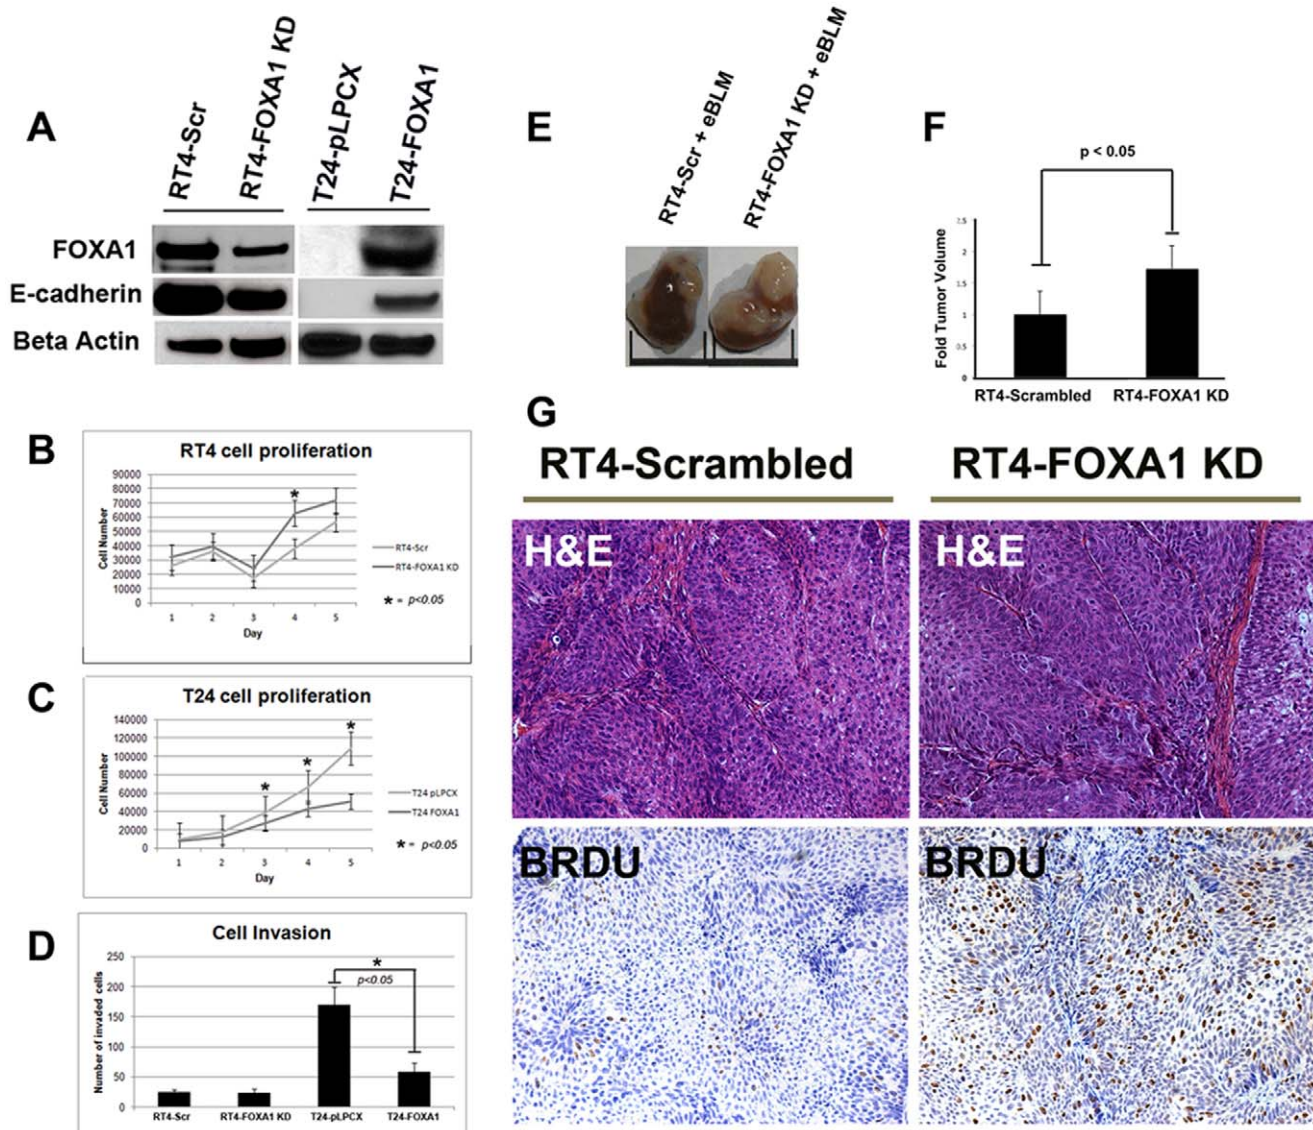 A
RT4-Scr
RT4-FOXA1 KD
T24-pLPCX
T24-FOXA1
FOXA1
E-cadherin
Beta Actin
B
RT4 cell proliferation
Cell Number
90000
80000
70000
60000
50000
40000
30000
20000
10000
0
*
1 2 3 4 5
Day
RT4-Scr
RT4-FOXA1 KD
* = p<0.05
C
T24 cell proliferation
Cell Number
140000
120000
100000
80000
60000
40000
20000
0
* * *
1 2 3 4 5
Day
T24 pLPCX
T24 FOXA1
* = p<0.05
D
Cell Invasion
Number of invaded cells
250
200
150
100
50
0
*
p<0.05
RT4-Scr RT4-FOXA1 KD T24-pLPCX T24-FOXA1
E
RT4-Scr + eBLM
RT4-FOXA1 KD + eBLM
F
p < 0.05
Fold Tumor Volume
2.5
2
1.5
1
0.5
0
RT4-Scrambled RT4-FOXA1 KD
G
RT4-Scrambled RT4-FOXA1 KD
H&E H&E
BRDU BRDU